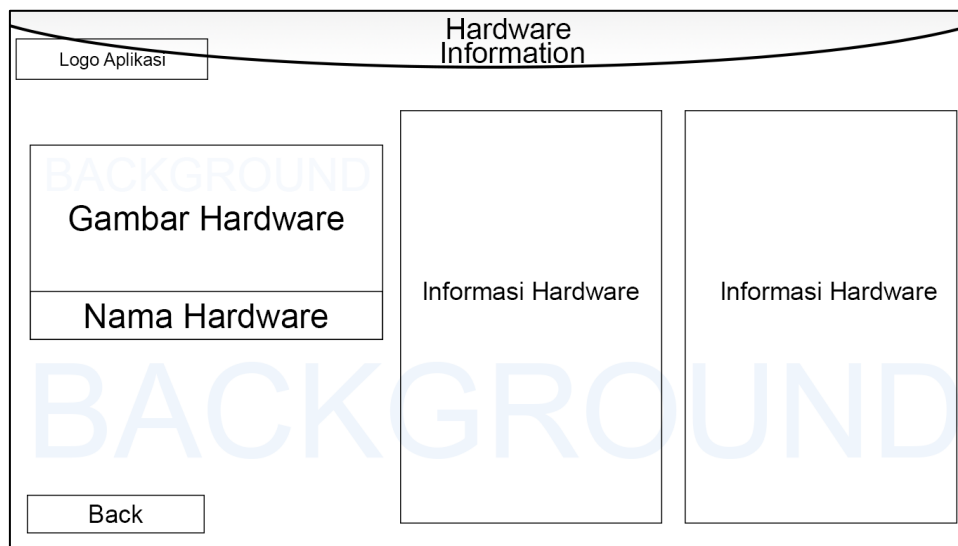 Hardware
Information
Logo Aplikasi
BACKGROUND
Gambar Hardware
Nama Hardware
Informasi Hardware
Informasi Hardware
BACKGROUND
Back